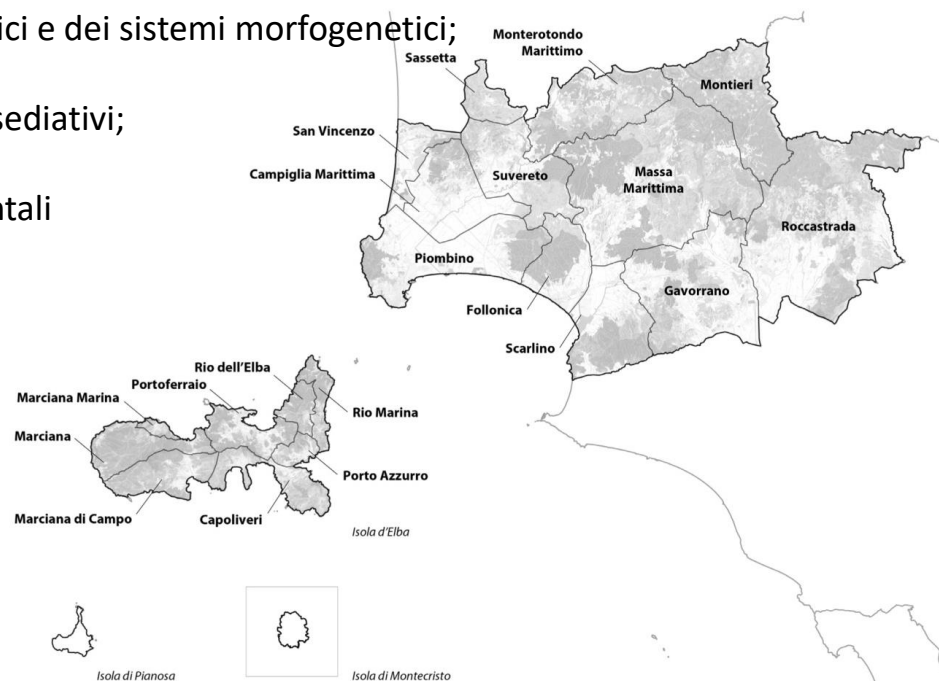 ici e dei sistemi morfogenetici;
sediativi;
ntali
Monterotondo
Marittimo
Sassetta
Montieri
San Vincenzo
Campiglia Marittima
Suvereto
Massa
Marittima
Roccastrada
Piombino
Gavorrano
Follonica
Scarlino
Rio dell'Elba
Portoferraio
Marciana Marina
Rio Marina
Marciana
Porto Azzurro
Marciana di Campo
Capoliveri
Isola d'Elba
Isola di Pianosa
Isola di Montecristo